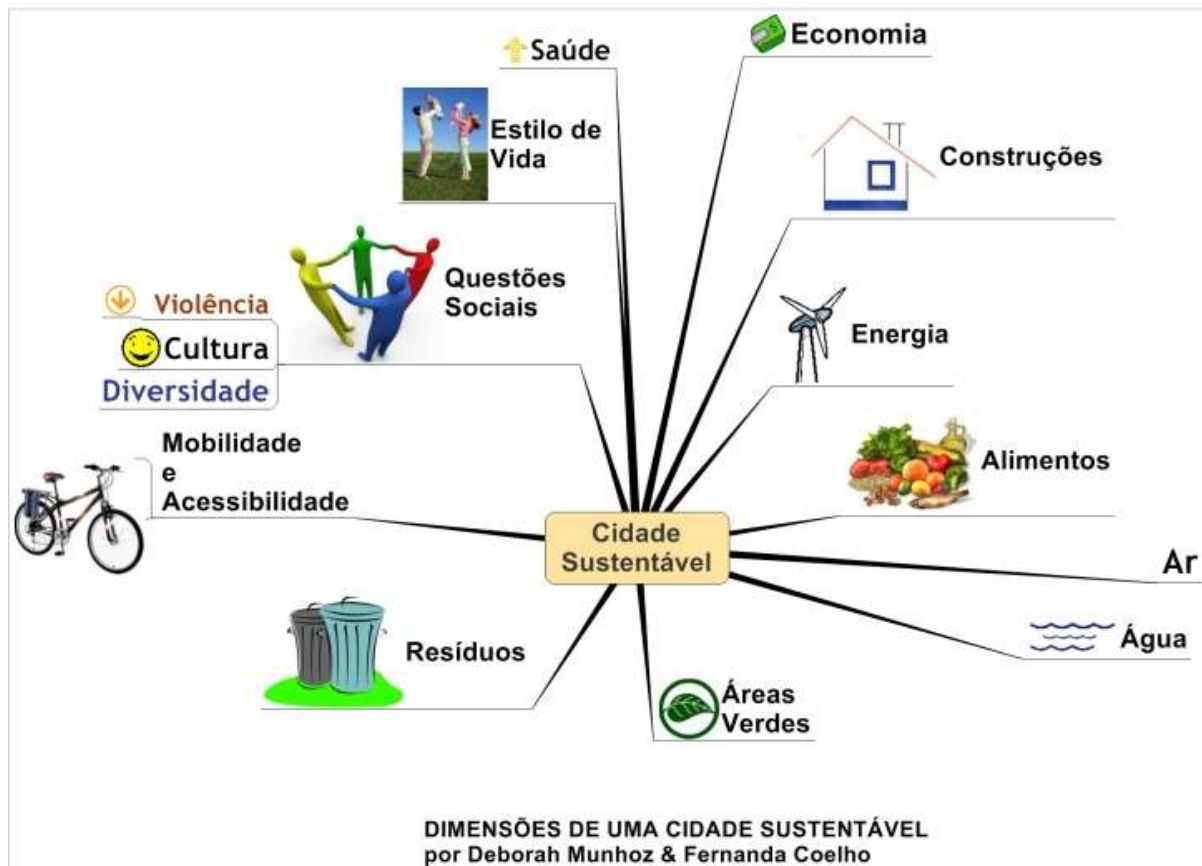 Saúde
Economia
Estilo de
Vida
Construções
Questões
Sociais
Violência
Cultura
Diversidade
Energia
Mobilidade
e
Acessibilidade
Alimentos
Cidade
Sustentável
Ar
Água
Resíduos
Áreas
Verdes
DIMENSÕES DE UMA CIDADE SUSTENTÁVEL
por Deborah Munhoz & Fernanda Coelho